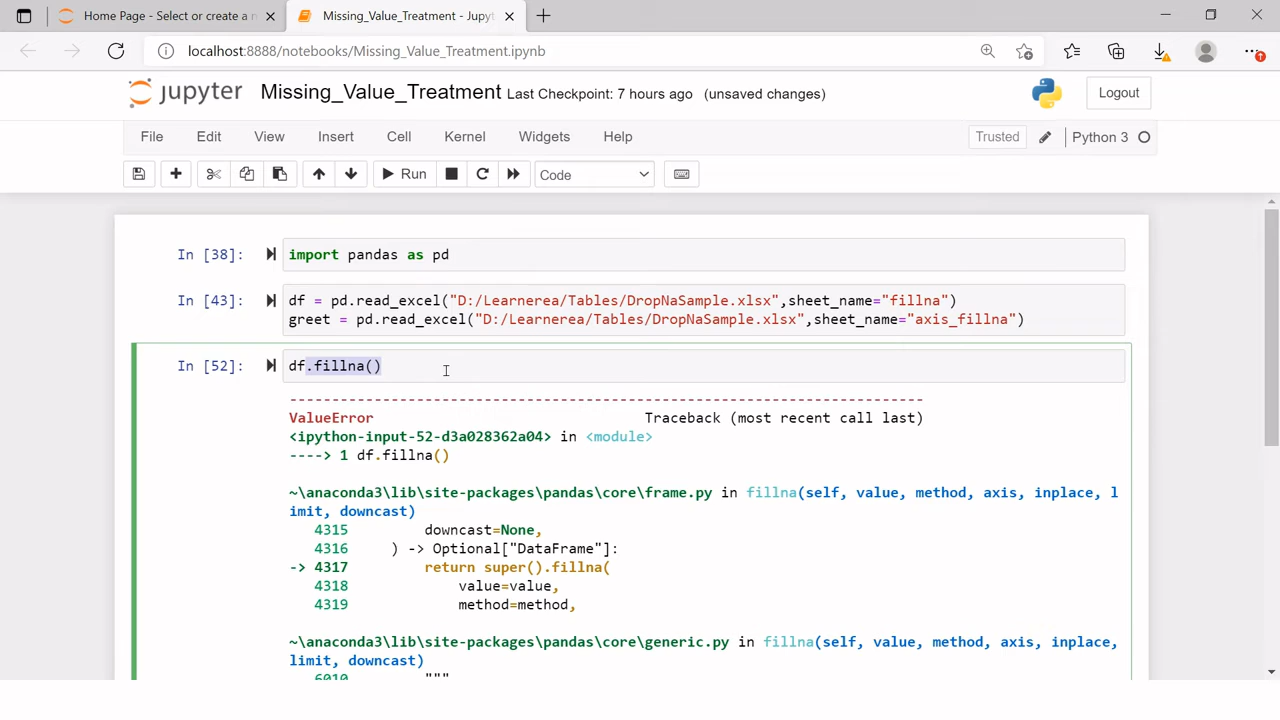 Home Page - Select or create a n
Missing_Value_Treatment - Jupyt
localhost:8888/notebooks/Missing_Value_Treatment.ipynb
jupyter Missing_Value_Treatment Last Checkpoint: 7 hours ago (unsaved changes)
Logout
File Edit View Insert Cell Kernel Widgets Help
Trusted Python 3
Run Code
In [38]: import pandas as pd
In [43]: df = pd.read_excel("D:/Learnerea/Tables/DropNaSample.xlsx",sheet_name="fillna")
greet = pd.read_excel("D:/Learnerea/Tables/DropNaSample.xlsx",sheet_name="axis_fillna")
In [52]: df.fillna()
---------------------------------------------------------------------------
ValueError Traceback (most recent call last)
<ipython-input-52-d3a028362a04> in <module>
----> 1 df.fillna()
~\anaconda3\lib\site-packages\pandas\core\frame.py in fillna(self, value, method, axis, inplace, l
imit, downcast)
4315 downcast=None,
4316 ) -> Optional["DataFrame"]:
-> 4317 return super().fillna(
4318 value=value,
4319 method=method,
~\anaconda3\lib\site-packages\pandas\core\generic.py in fillna(self, value, method, axis, inplace,
limit, downcast)
6010 """